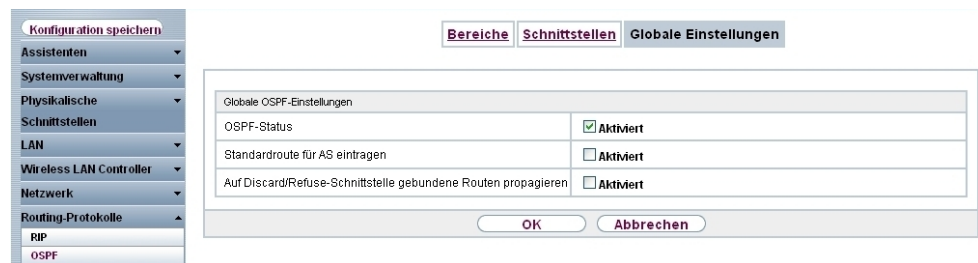 Konfiguration speichern
Assistenten
Systemverwaltung
Physikalische
Schnittstellen
LAN
Wireless LAN Controller
Netzwerk
Routing-Protokolle
RIP
OSPF
Bereiche Schnittstellen Globale Einstellungen
Globale OSPF-Einstellungen
OSPF-Status Aktiviert
Standardroute für AS eintragen Aktiviert
Auf Discard/Refuse-Schnittstelle gebundene Routen propagieren Aktiviert
OK Abbrechen